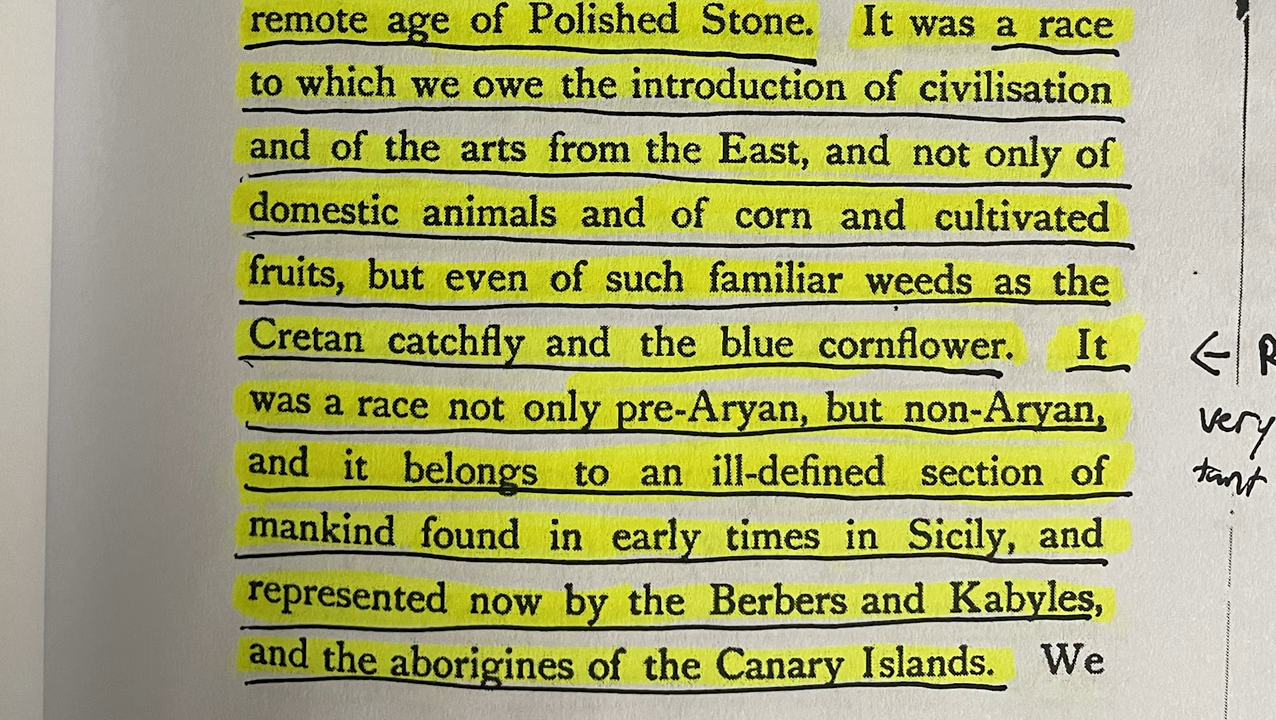 remote age of Polished Stone. It was a race
to which we owe the introduction of civilisation
and of the arts from the East, and not only of
domestic animals and of corn and cultivated
fruits, but even of such familiar weeds as the
Cretan catchfly and the blue cornflower. It
was a race not only pre-Aryan, but non-Aryan,
and it belongs to an ill-defined section of
mankind found in early times in Sicily, and
represented now by the Berbers and Kabyles,
and the aborigines of the Canary Islands. We
←
very
tant